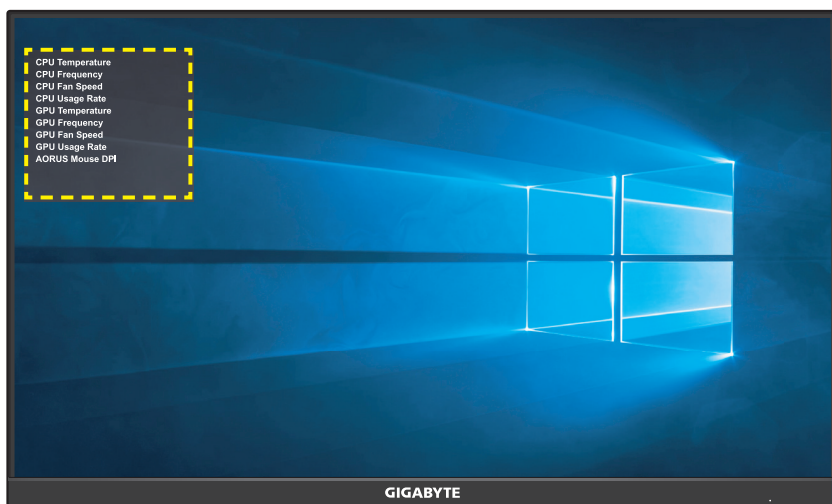 CPU Temperature
CPU Frequency
CPU Fan Speed
CPU Usage Rate
GPU Temperature
GPU Frequency
GPU Fan Speed
GPU Usage Rate
AORUS Mouse DPI
GIGABYTE